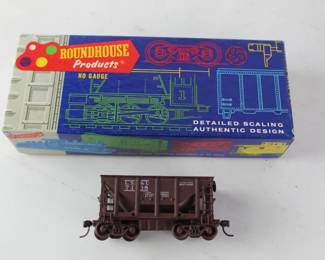 ROUNDHOUSE
Products
HO GAUGE
DETAILED SCALING
AUTHENTIC DESIGN